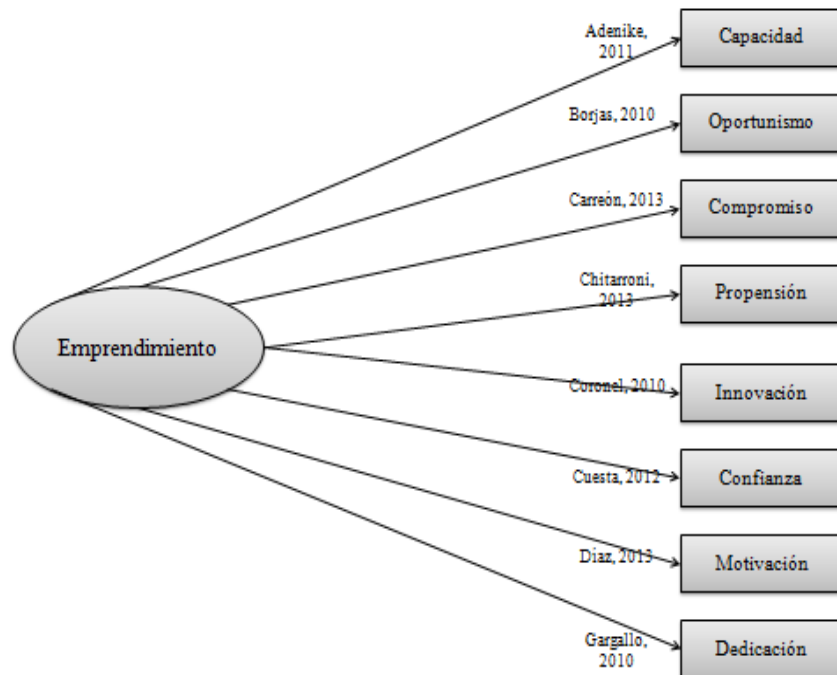 Adenike,
2011
Capacidad
Borjas, 2010
Oportunismo
Carreón, 2013
Compromiso
Chitarroni,
2013
Propensión
Emprendimiento
Coronel, 2010
Innovación
Cuesta, 2012
Confianza
Díaz, 2013
Motivación
Gargallo,
2010
Dedicación